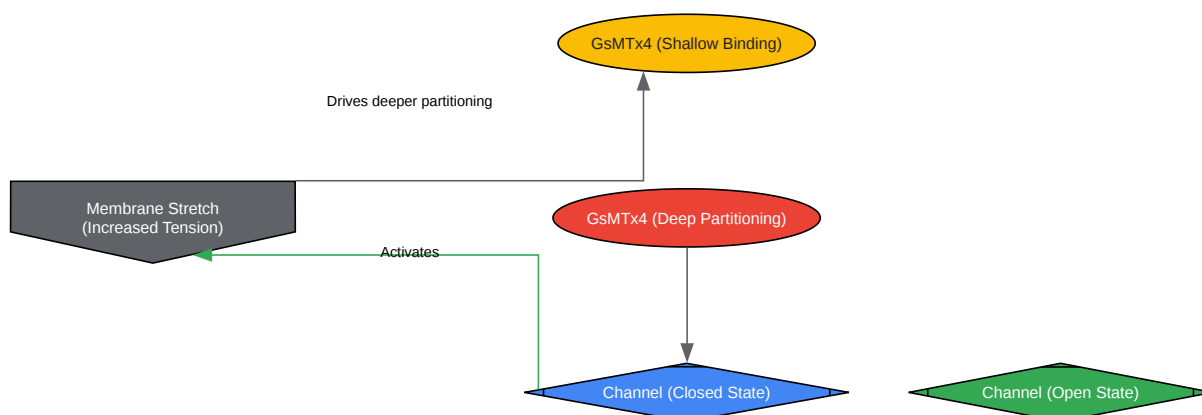 GsMTx4 (Shallow Binding)
Drives deeper partitioning
Membrane Stretch
(Increased Tension)
GsMTx4 (Deep Partitioning)
Activates
Channel (Closed State)
Channel (Open State)